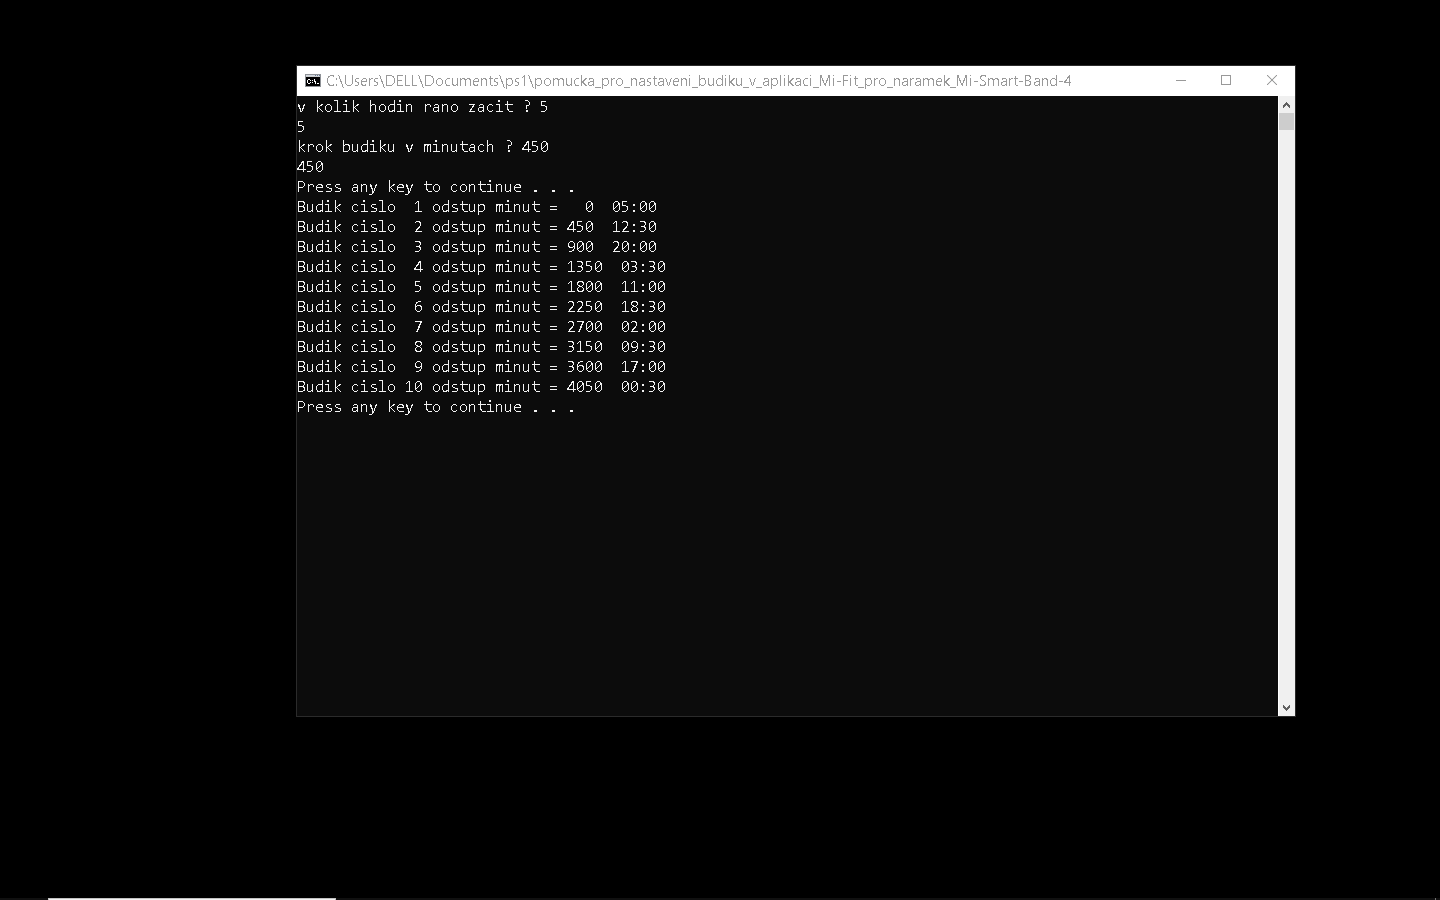 C:\Users\DELL\Documents\ps1\pomucka_pro_nastaveni_budiku_v_aplikaci_Mi-Fit_pro_naramek_Mi-Smart-Band-4
v kolik hodin rano zacit ? 5
5
krok budiku v minutach ? 450
450
Press any key to continue . . .
Budik cislo  1 odstup minut =   0  05:00
Budik cislo  2 odstup minut = 450  12:30
Budik cislo  3 odstup minut = 900  20:00
Budik cislo  4 odstup minut = 1350  03:30
Budik cislo  5 odstup minut = 1800  11:00
Budik cislo  6 odstup minut = 2250  18:30
Budik cislo  7 odstup minut = 2700  02:00
Budik cislo  8 odstup minut = 3150  09:30
Budik cislo  9 odstup minut = 3600  17:00
Budik cislo 10 odstup minut = 4050  00:30
Press any key to continue . . .